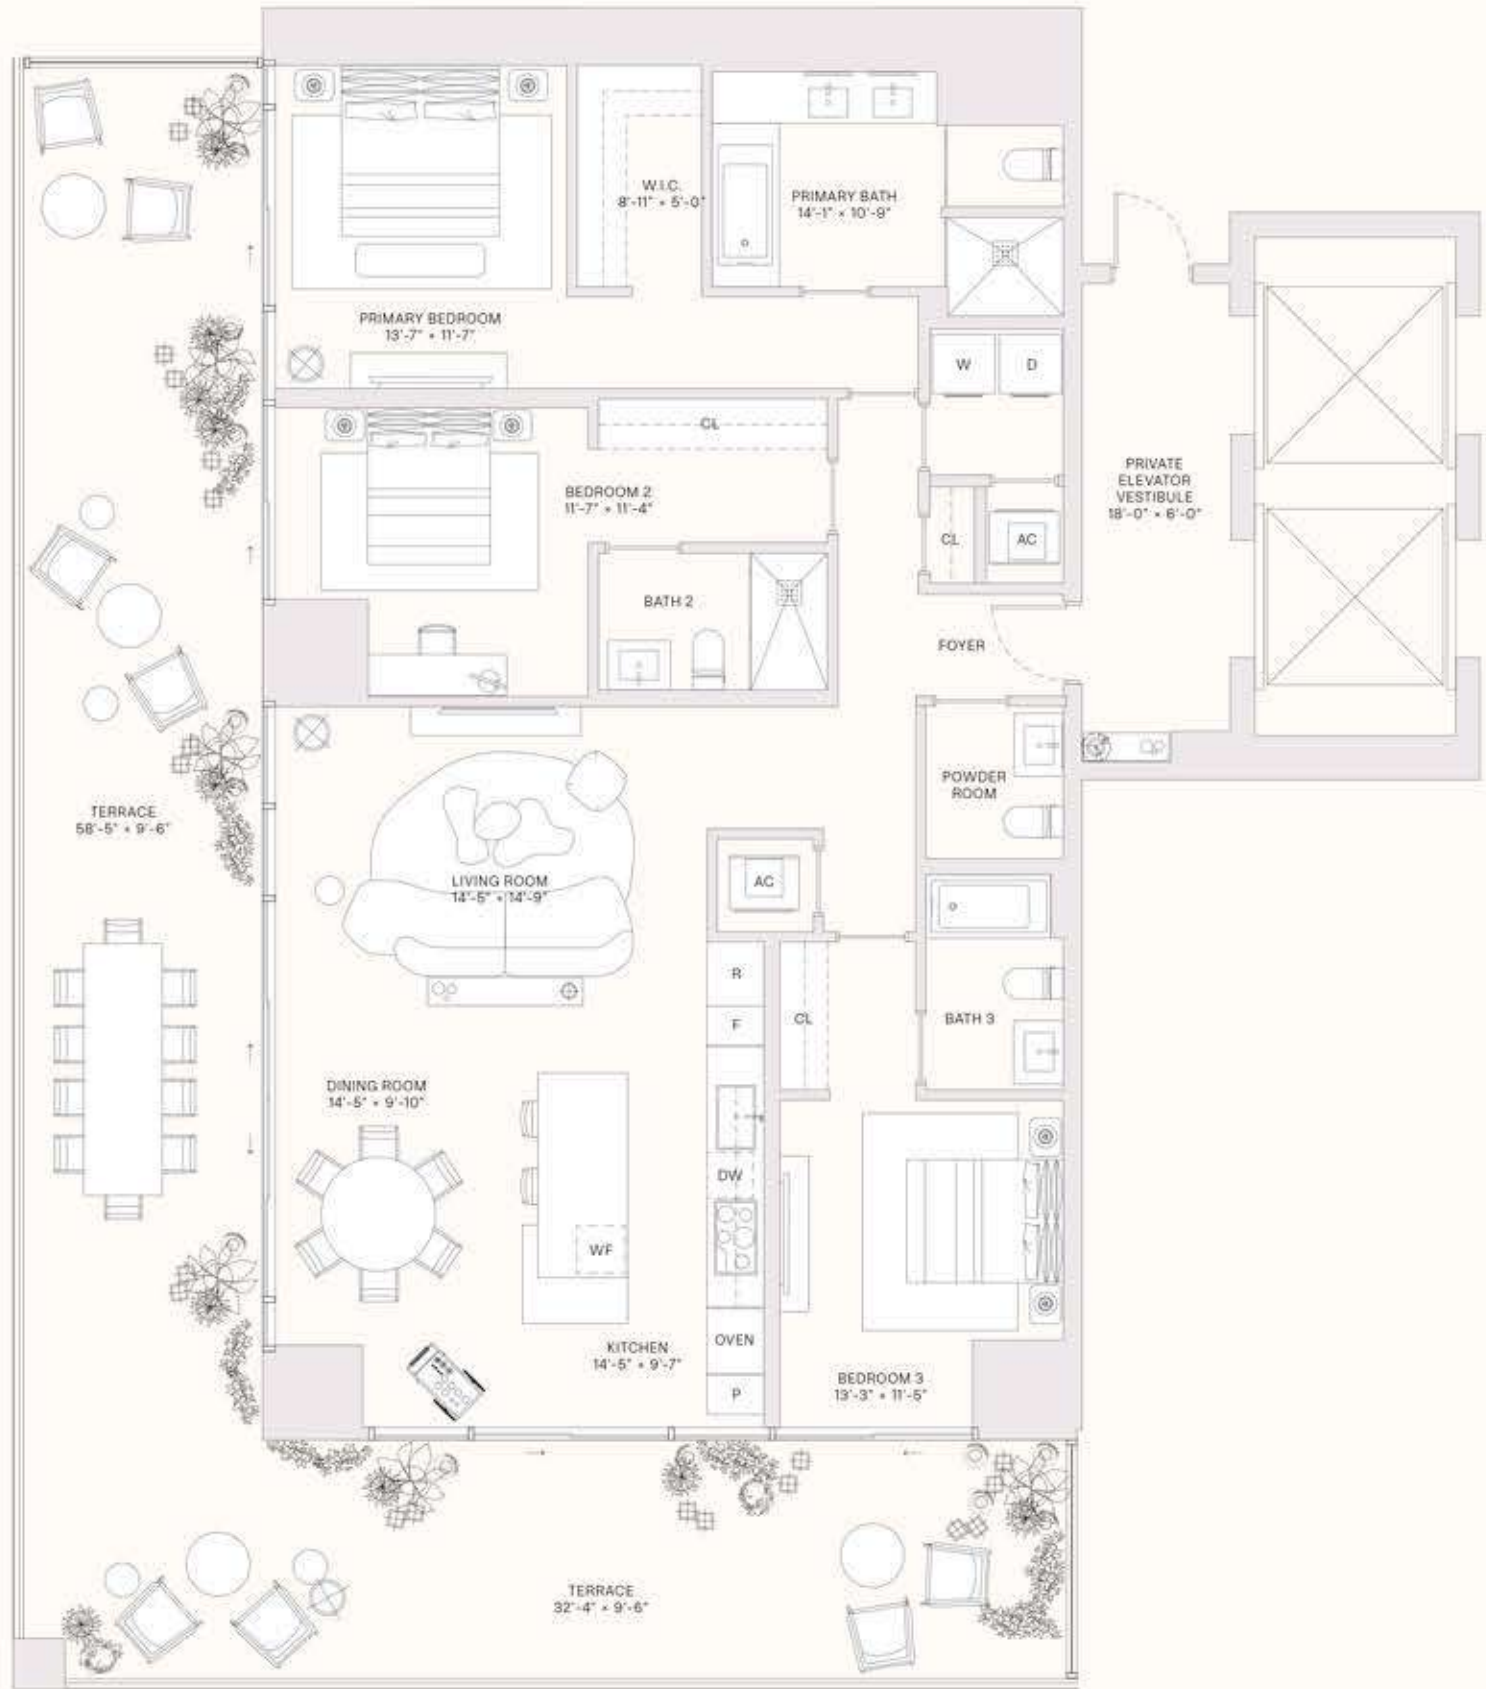 W.I.C.
8'-11" × 5'-0"
PRIMARY BATH
14'-1" × 10'-9"
PRIMARY BEDROOM
13'-7" × 11'-7"
W
D
CL
BEDROOM 2
11'-7" × 11'-4"
PRIVATE
ELEVATOR
VESTIBULE
18'-0" × 6'-0"
CL
AC
BATH 2
FOYER
POWDER
ROOM
TERRACE
58'-5" × 9'-6"
LIVING ROOM
14'-5" × 14'-9"
AC
R
F
CL
BATH 3
DINING ROOM
14'-5" × 9'-10"
DW
WF
OVEN
KITCHEN
14'-5" × 9'-7"
P
BEDROOM 3
13'-3" × 11'-5"
TERRACE
32'-4" × 9'-6"